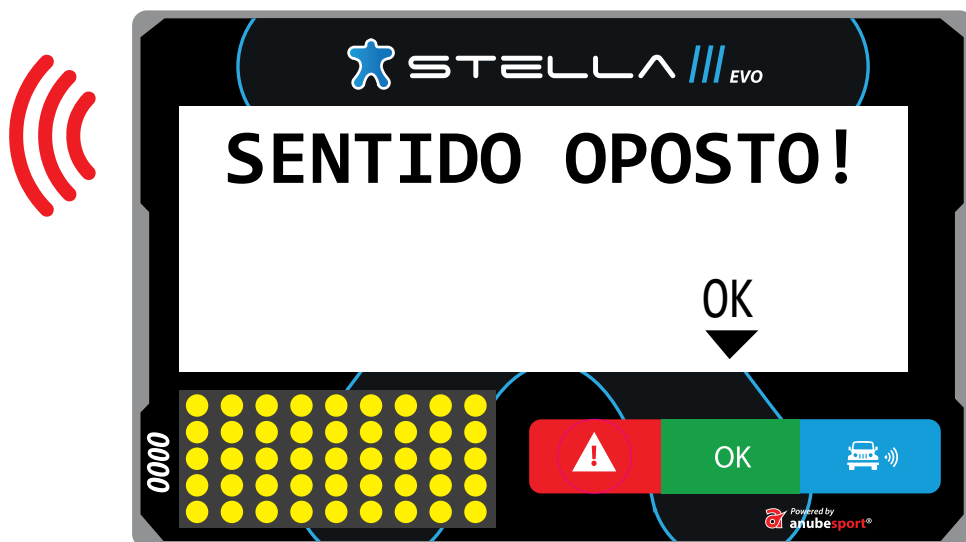 STELLA III EVO
SENTIDO OPOSTO!
OK
0000
OK
Powered by
anubesport®